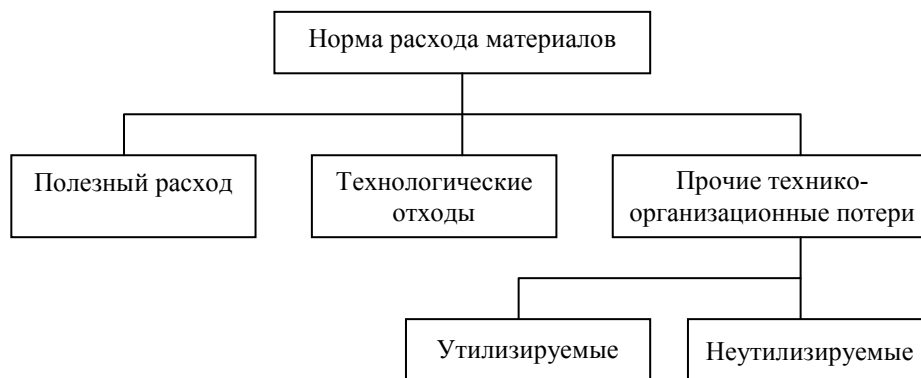 Норма расхода материалов
Полезный расход
Технологические
отходы
Прочие технико-
организационные потери
Утилизируемые
Неутилизируемые